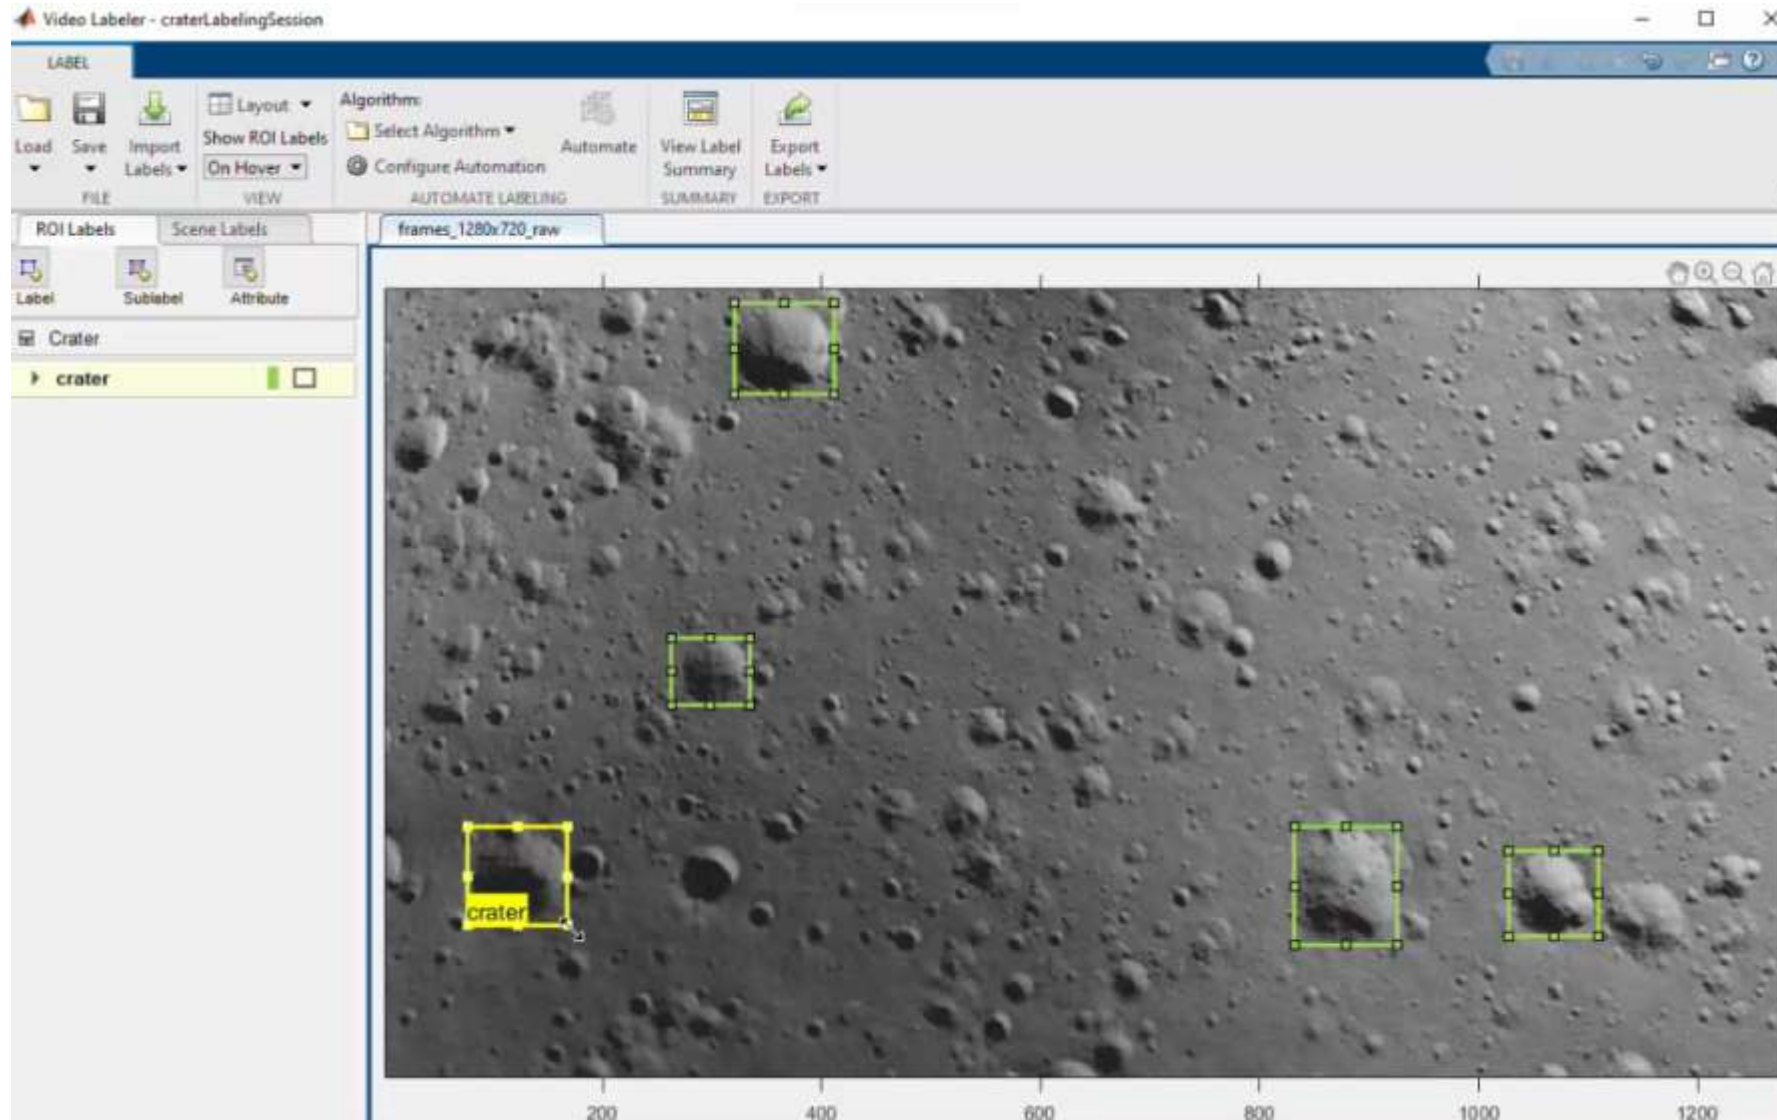 Video Labeler - craterLabelingSession
LABEL
Load
Save
Import
Labels
FILE
Layout
Show ROI Labels
On Hover
VIEW
Algorithm:
Select Algorithm
Configure Automation
Automate
AUTOMATE LABELING
View Label
Summary
SUMMARY
Export
Labels
EXPORT
ROI Labels
Scene Labels
Label
Sublabel
Attribute
Crater
crater
frames_1280x720_raw
crater
200 400 600 800 1000 1200